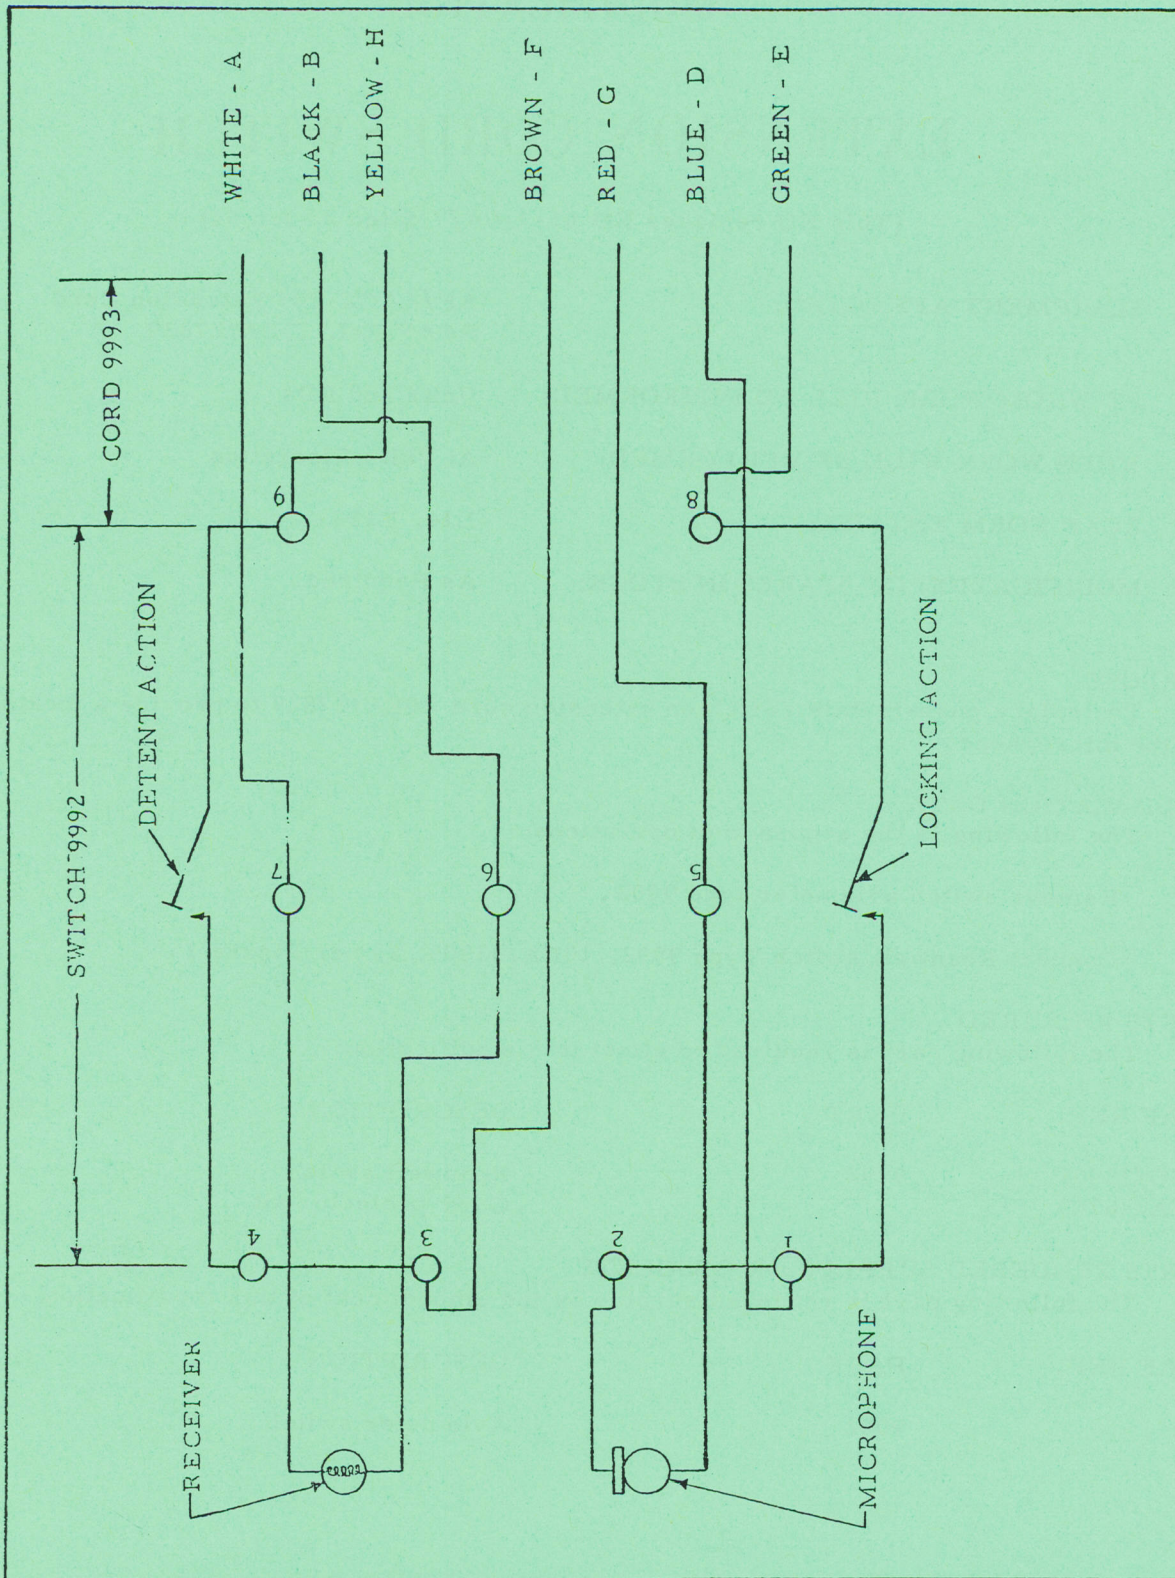 SWITCH 9992
CORD 9993
DETENT ACTION
RECEIVER
WHITE - A
BLACK - B
YELLOW - H
4
7
9
3
6
BROWN - F
RED - G
2
5
8
BLUE - D
1
GREEN - E
MICROPHONE
LOCKING ACTION